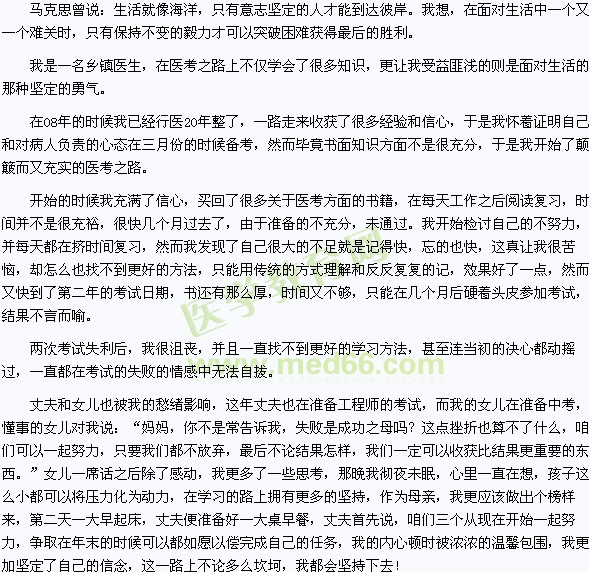 马克思曾说：生活就像海洋，只有意志坚定的人才能到达彼岸。我想，在面对生活中一个又
一个难关时，只有保持不变的毅力才可以突破困难获得最后的胜利。
我是一名乡镇医生，在医考之路上不仅学会了很多知识，更让我受益匪浅的则是面对生活的
那种坚定的勇气。
在08年的时候我已经行医20年整了，一路走来收获了很多经验和信心，于是我怀着证明自己
和对病人负责的心态在三月份的时候备考，然而毕竟书面知识方面不是很充分，于是我开始了颠
簸而又充实的医考之路。
开始的时候我充满了信心，买回了很多关于医考方面的书籍，在每天工作之后阅读复习，时
间并不是很充裕，很快几个月过去了，由于准备的不充分，未通过。我开始检讨自己的不努力，
并每天都在挤时间复习，然而我发现了自己很大的不足就是记得快，忘的也快，这真让我很苦
恼，却怎么也找不到更好的方法，只能用传统的方式理解和反反复复的记，效果好了一点，然而
又快到了第二年的考试日期，书还有那么厚，时间又不够，只能在几个月后硬着头皮参加考试，
结果不言而喻。
两次考试失利后，我很沮丧，并且一直找不到更好的学习方法，甚至连当初的决心都动摇
过，一直都在考试的失败的情感中无法自拔。
丈夫和女儿也被我的愁绪影响，这年丈夫也在准备工程师的考试，而我的女儿在准备中考，
懂事的女儿对我说：“妈妈，你不是常告诉我，失败是成功之母吗？这点挫折也算不了什么，咱
们可以一起努力，只要我们都不放弃，最后不论结果怎样，我们一定可以收获比结果更重要的东
西。”女儿一席话之后除了感动，我更多了一些思考，那晚我彻夜未眠，心里一直在想，孩子这
么小都可以将压力化为动力，在学习的路上拥有更多的坚持，作为母亲，我更应该做出个榜样
来，第二天一大早起床，丈夫便准备好一大桌早餐，丈夫首先说，咱们三个从现在开始一起努
力，争取在年末的时候可以都如愿以偿完成自己的任务，我的内心顿时被浓浓的温馨包围，我更
加坚定了自己的信念，这一路上不论多么坎坷，我都会坚持下去！
医学教育网
www.med66.com